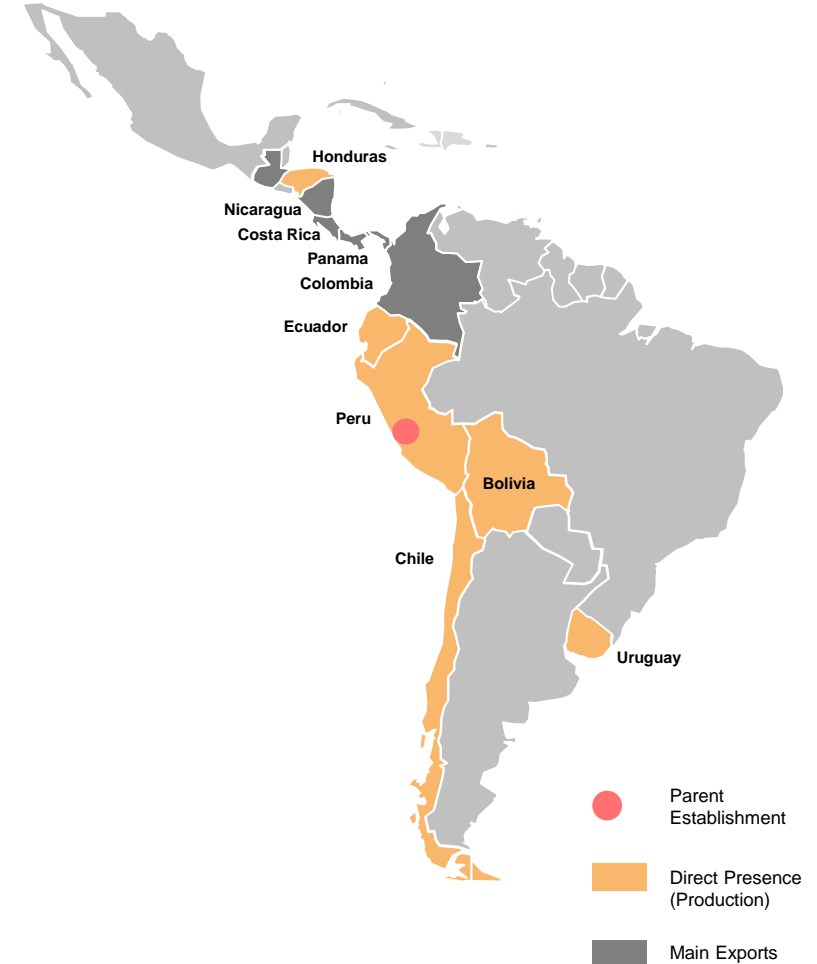 Honduras
Nicaragua
Costa Rica
Panama
Colombia
Ecuador
Peru
Bolivia
Chile
Uruguay
Parent
Establishment
Direct Presence
(Production)
Main Exports